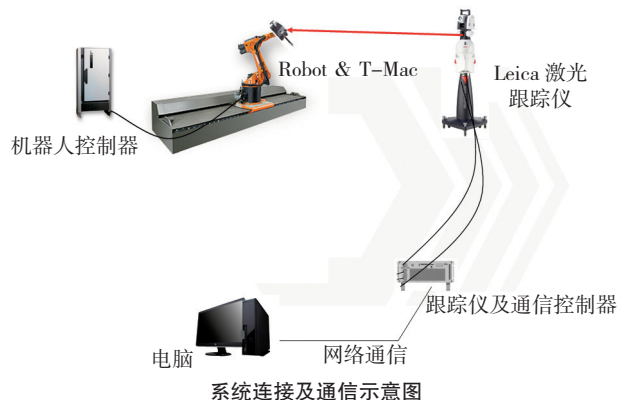 Robot & T-Mac
Leica 激光
跟踪仪
机器人控制器
跟踪仪及通信控制器
电脑
网络通信
系统连接及通信示意图